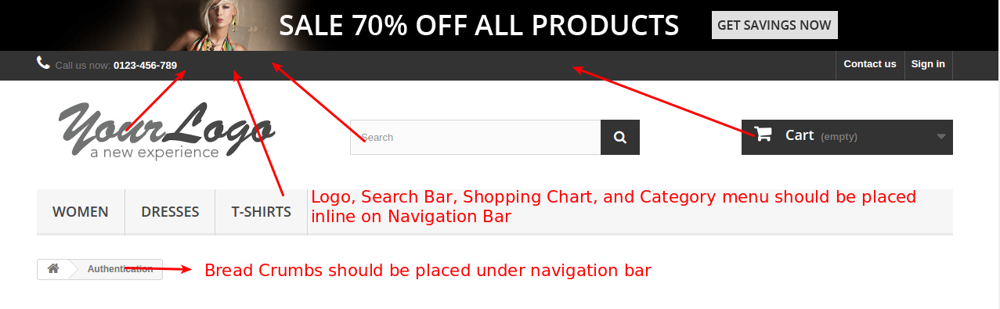 SALE 70% OFF ALL PRODUCTS GET SAVINGS NOW
Call us now: 0123-456-789 Contact us Sign in
YourLogo
a new experience
Search
Cart (empty)
WOMEN DRESSES T-SHIRTS
Logo, Search Bar, Shopping Chart, and Category menu should be placed
inline on Navigation Bar
Authentication
Bread Crumbs should be placed under navigation bar